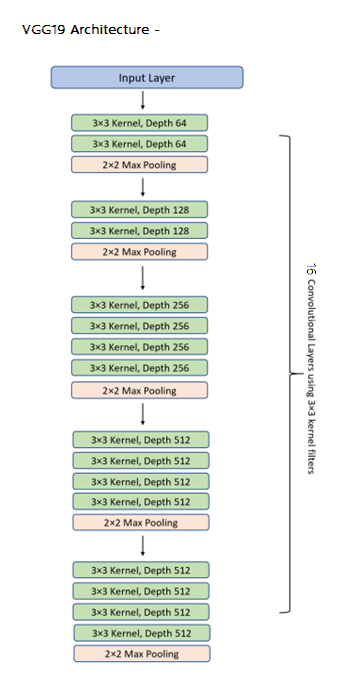 VGG19 Architecture -
Input Layer
3×3 Kernel, Depth 64
3×3 Kernel, Depth 64
2×2 Max Pooling
3×3 Kernel, Depth 128
3×3 Kernel, Depth 128
2×2 Max Pooling
3×3 Kernel, Depth 256
3×3 Kernel, Depth 256
3×3 Kernel, Depth 256
3×3 Kernel, Depth 256
2×2 Max Pooling
3×3 Kernel, Depth 512
3×3 Kernel, Depth 512
3×3 Kernel, Depth 512
3×3 Kernel, Depth 512
2×2 Max Pooling
3×3 Kernel, Depth 512
3×3 Kernel, Depth 512
3×3 Kernel, Depth 512
3×3 Kernel, Depth 512
2×2 Max Pooling
16 Convolutional Layers using 3×3 kernel filters